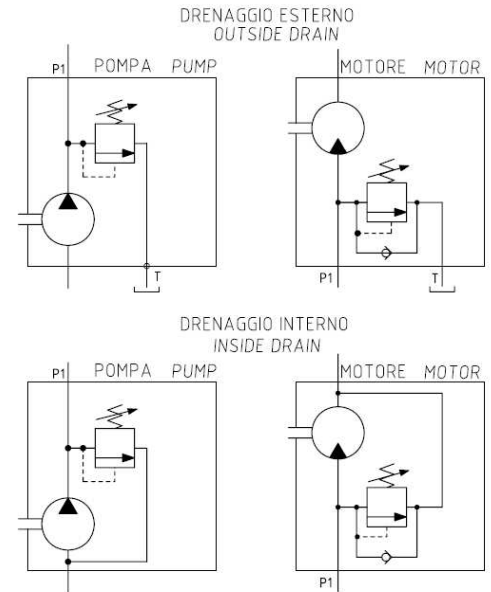 DRENAGGIO ESTERNO
OUTSIDE DRAIN
P1 POMPA PUMP
MOTORE MOTOR
T
P1 T
DRENAGGIO INTERNO
INSIDE DRAIN
P1 POMPA PUMP
MOTORE MOTOR
P1